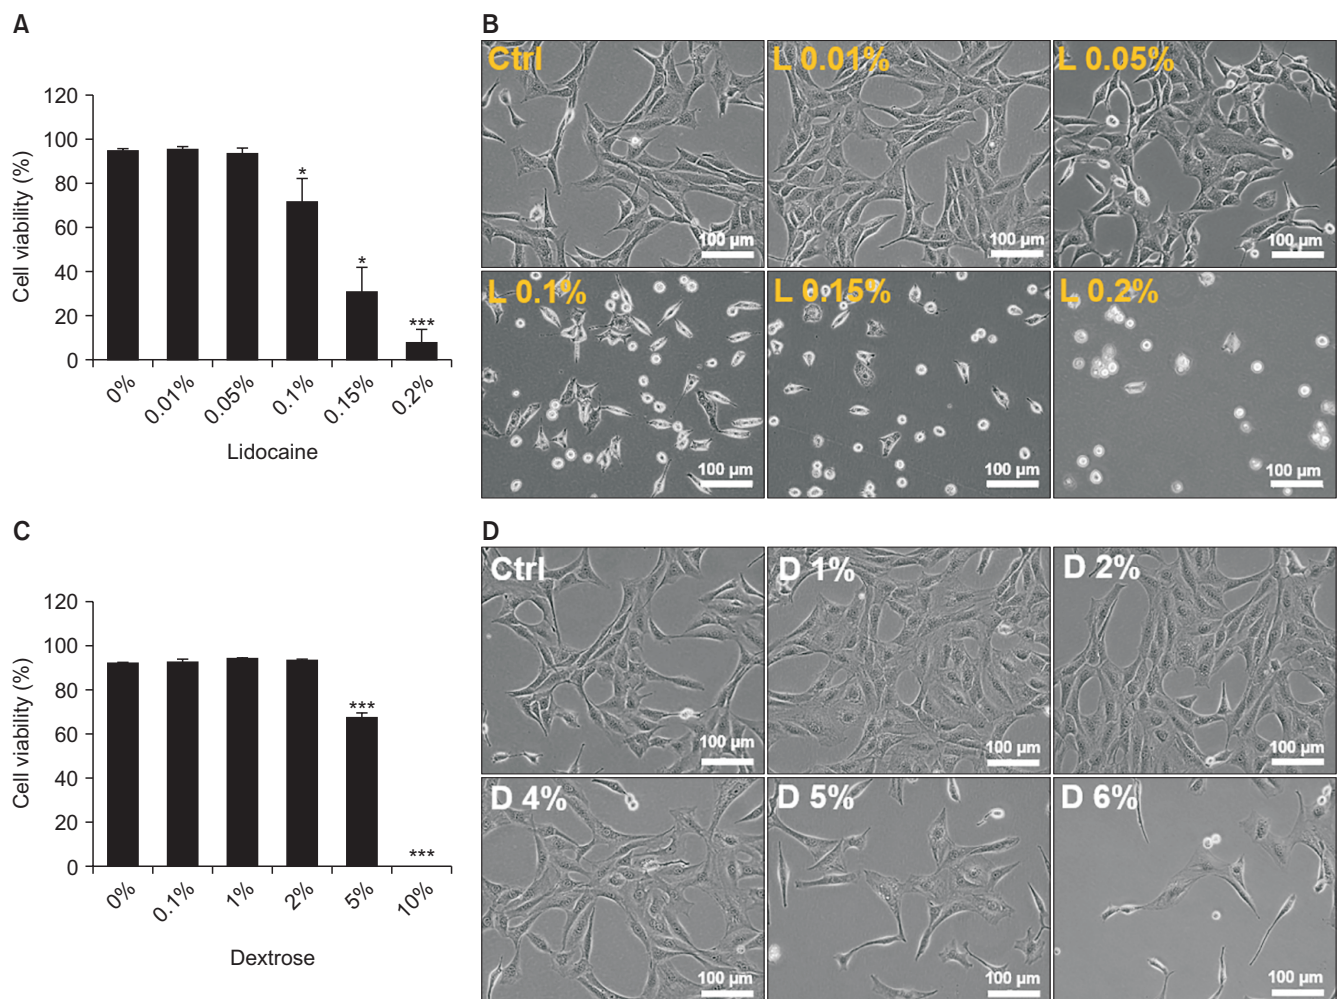 A
Cell viability (%)
120
100
80
60
40
20
0
*
*
***
0%
0.01%
0.05%
0.1%
0.15%
0.2%
Lidocaine
B
Ctrl
L 0.01%
L 0.05%
100 µm
100 µm
100 µm
L 0.1%
L 0.15%
L 0.2%
100 µm
100 µm
100 µm
C
Cell viability (%)
120
100
80
60
40
20
0
***
***
0%
0.1%
1%
2%
5%
10%
Dextrose
D
Ctrl
D 1%
D 2%
100 µm
100 µm
100 µm
D 4%
D 5%
D 6%
100 µm
100 µm
100 µm